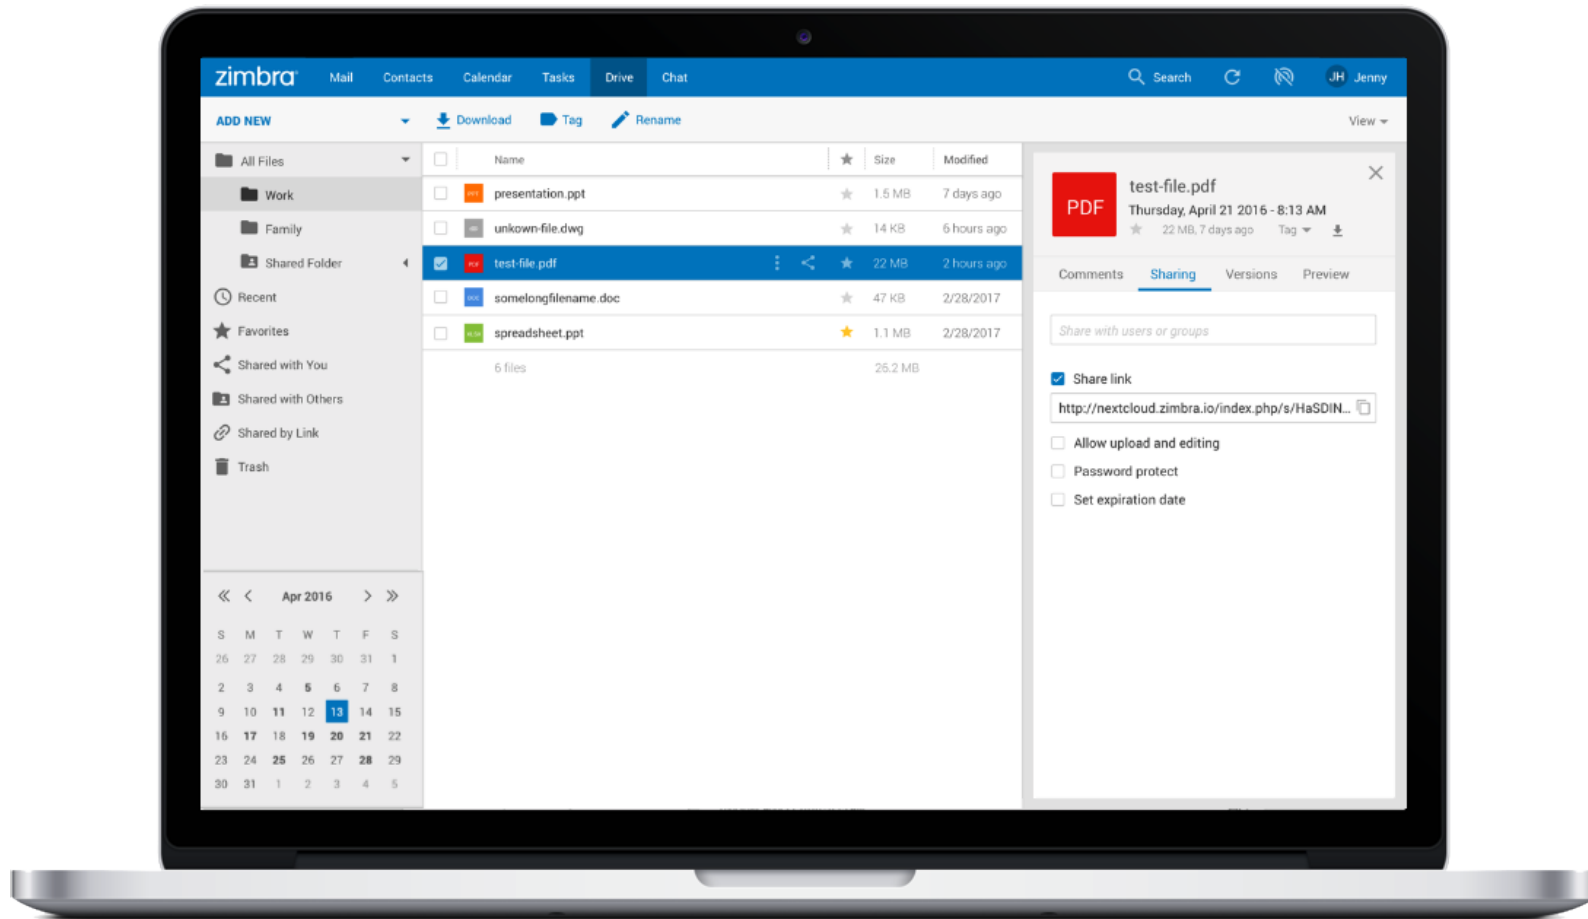 zimbra Mail Contacts Calendar Tasks Drive Chat Search JH Jenny
ADD NEW Download Tag Rename View
All Files
Work
Family
Shared Folder
Recent
Favorites
Shared with You
Shared with Others
Shared by Link
Trash
Apr 2016
S M T W T F S
26 27 28 29 30 31 1
2 3 4 5 6 7 8
9 10 11 12 13 14 15
16 17 18 19 20 21 22
23 24 25 26 27 28 29
30 31 1 2 3 4 5
Name Size Modified
presentation.ppt 1.5 MB 7 days ago
unkown-file.dwg 14 KB 6 hours ago
PDF test-file.pdf 22 MB 2 hours ago
DOC somelongfilename.doc 47 KB 2/28/2017
spreadsheet.ppt 1.1 MB 2/28/2017
6 files 26.2 MB
PDF
test-file.pdf
Thursday, April 21 2016 - 8:13 AM
22 MB, 7 days ago Tag
Comments Sharing Versions Preview
Share with users or groups
Share link
http://nextcloud.zimbra.io/index.php/s/HaSDIN...
Allow upload and editing
Password protect
Set expiration date